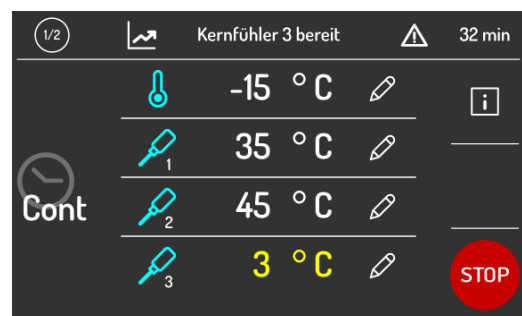 1/2 Kernfühler 3 bereit 32 min
-15 °C
i
1 35 °C
Cont
2 45 °C
3 3 °C
STOP